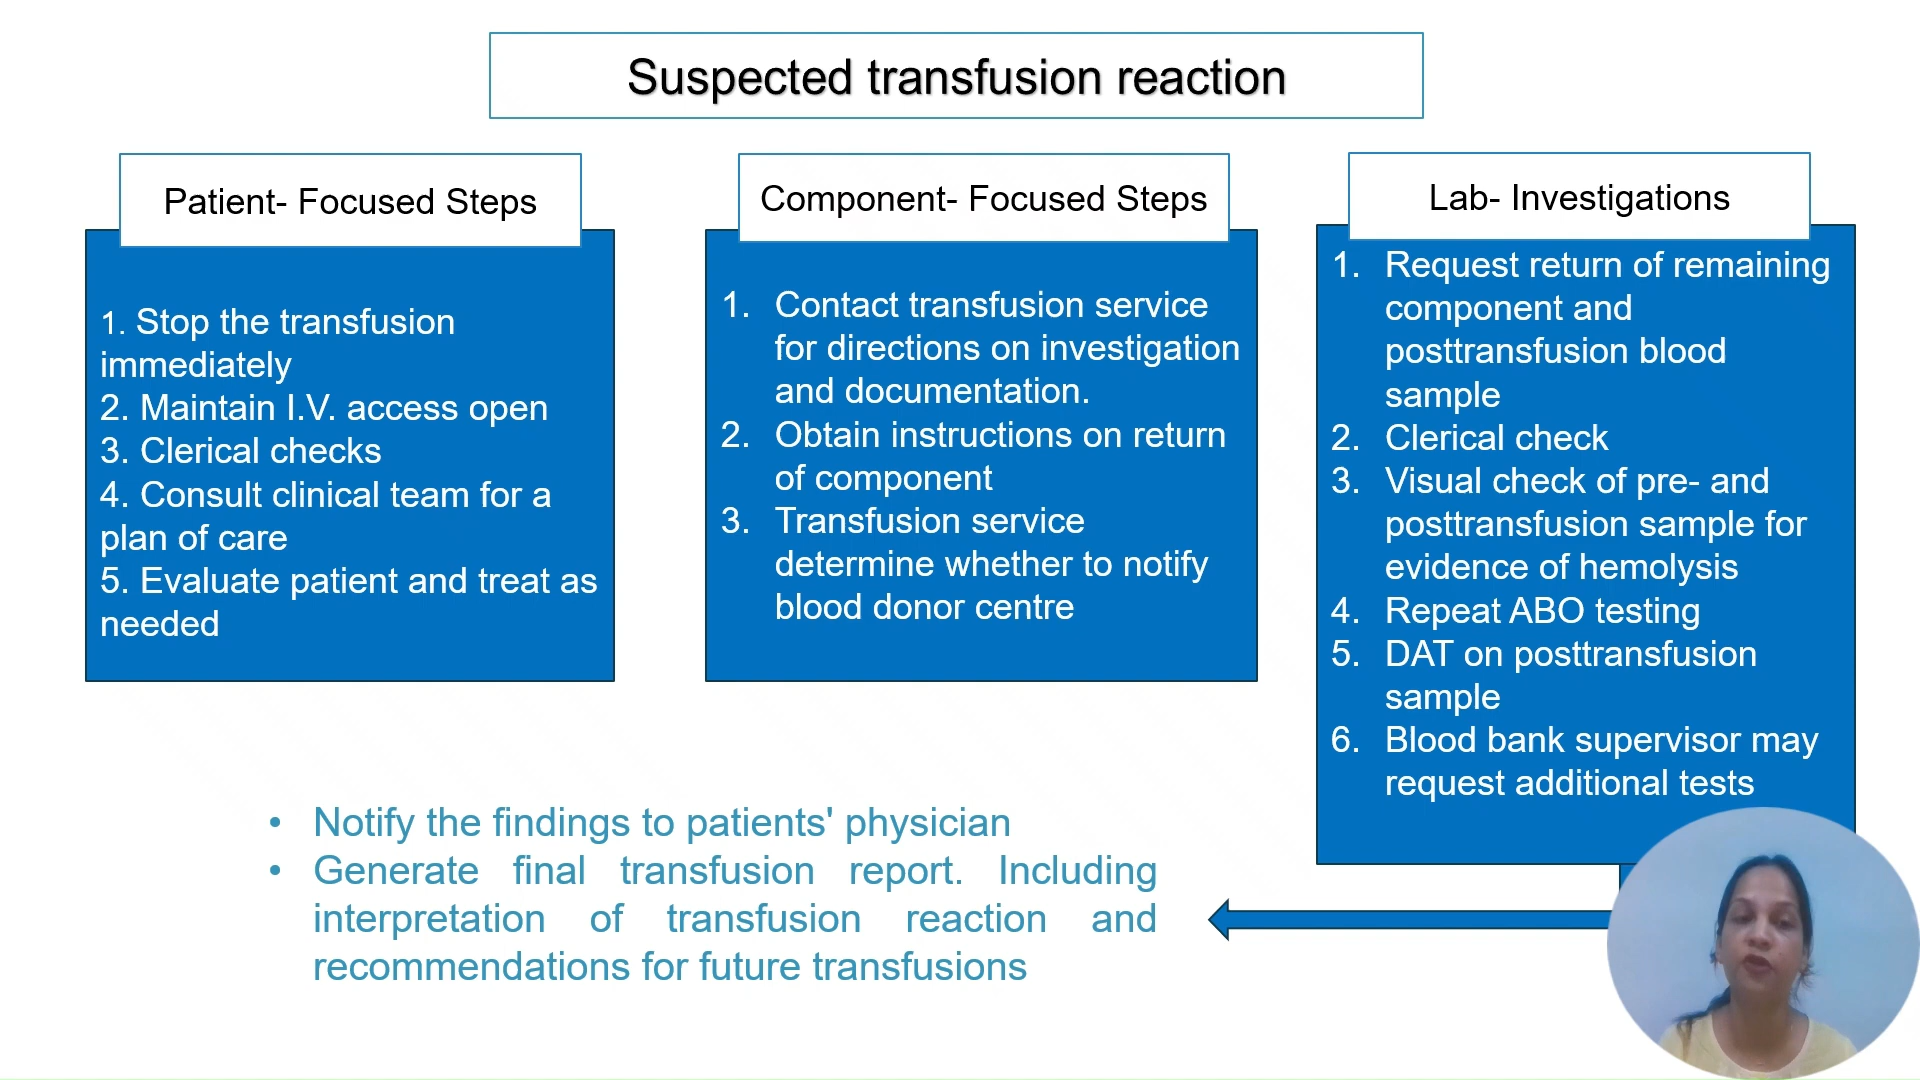 Suspected transfusion reaction
Patient- Focused Steps
1. Stop the transfusion
immediately
2. Maintain I.V. access open
3. Clerical checks
4. Consult clinical team for a
plan of care
5. Evaluate patient and treat as
needed
Component- Focused Steps
1. Contact transfusion service
for directions on investigation
and documentation.
2. Obtain instructions on return
of component
3. Transfusion service
determine whether to notify
blood donor centre
Lab- Investigations
1. Request return of remaining
component and
posttransfusion blood
sample
2. Clerical check
3. Visual check of pre- and
posttransfusion sample for
evidence of hemolysis
4. Repeat ABO testing
5. DAT on posttransfusion
sample
6. Blood bank supervisor may
request additional tests
• Notify the findings to patients' physician
• Generate final transfusion report. Including
interpretation of transfusion reaction and
recommendations for future transfusions